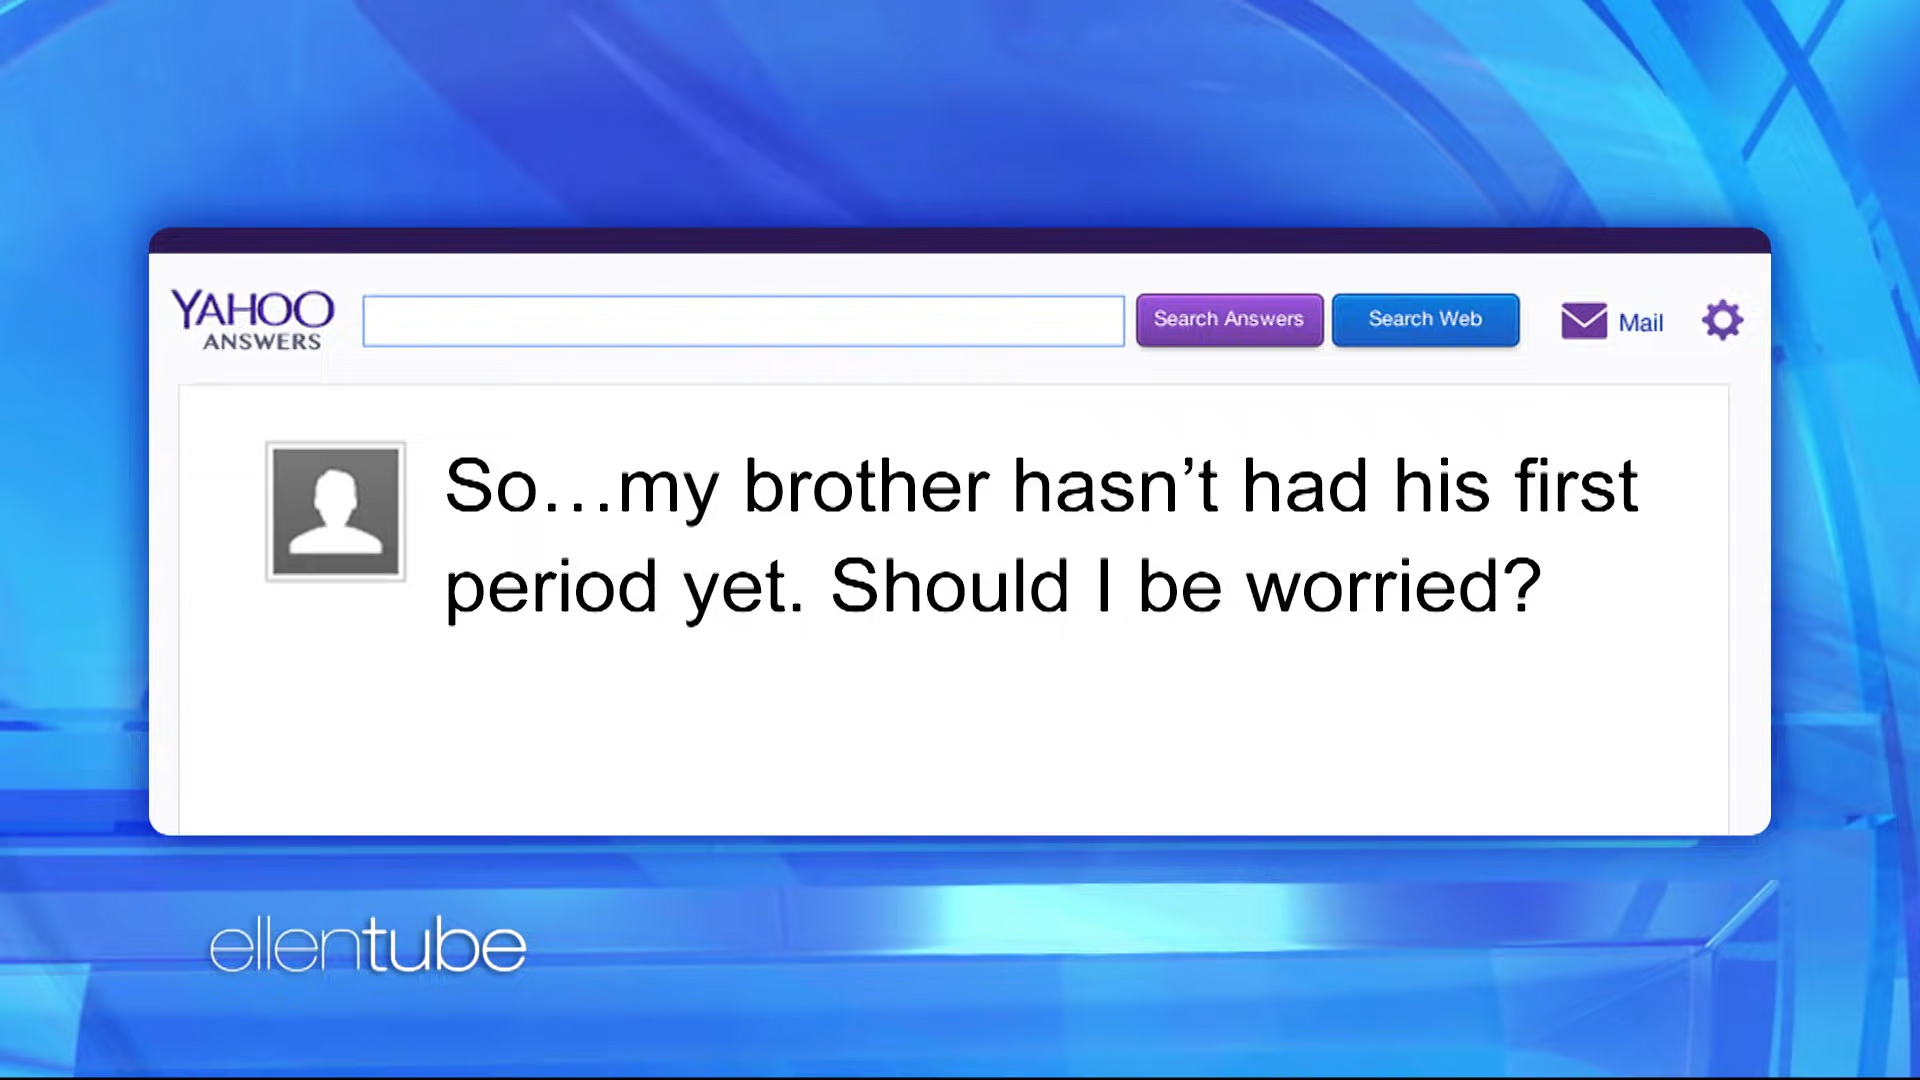 YAHOO
ANSWERS
Search Answers
Search Web
Mail
So…my brother hasn’t had his first
period yet. Should I be worried?
ellentube